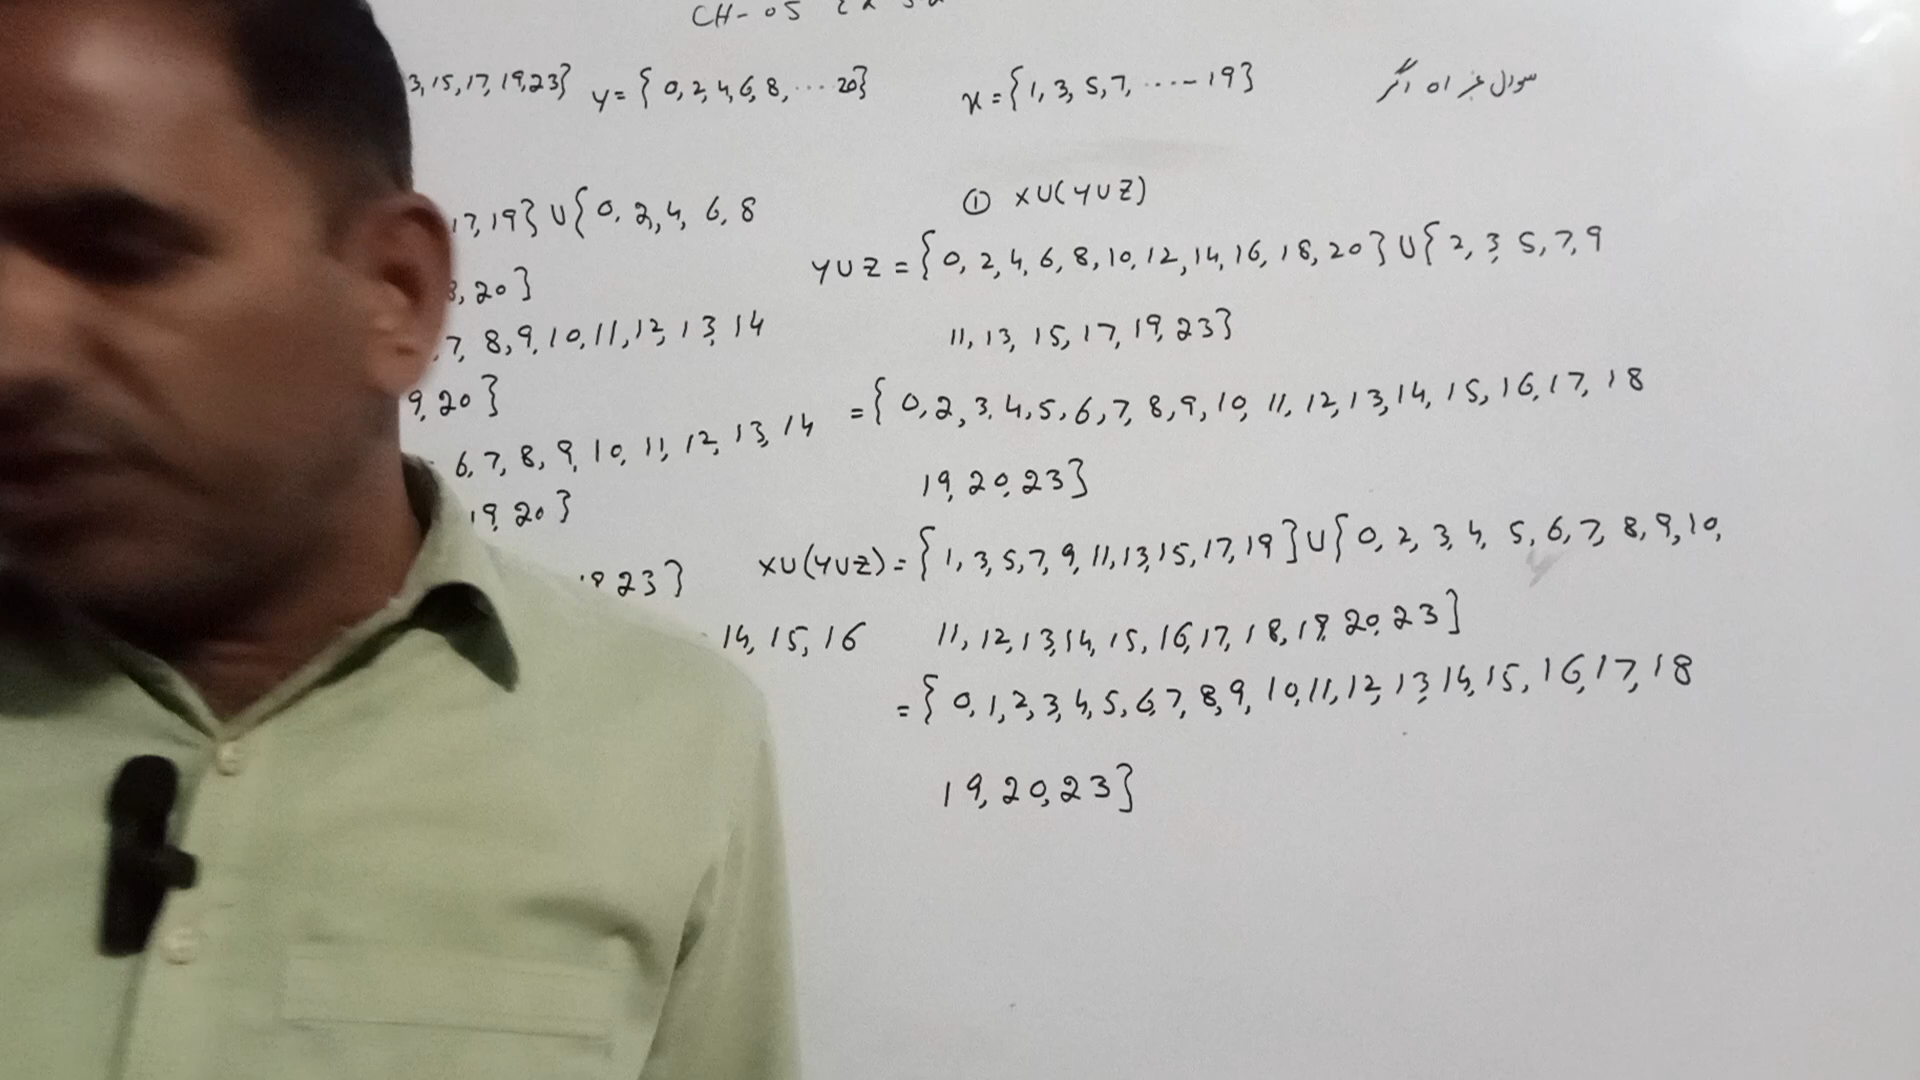 CH-05
سوال نمبر 01 اگر
x = {1, 3, 5, 7, ..... 19}
y = { 0, 2, 4, 6, 8, ... 20}
3, 15, 17, 19, 23}
① XU(YUZ)
YUZ = { 0, 2, 4, 6, 8, 10, 12, 14, 16, 18, 20 } U { 2, 3, 5, 7, 9
11, 13, 15, 17, 19, 23}
= { 0, 2, 3, 4, 5, 6, 7, 8, 9, 10, 11, 12, 13, 14, 15, 16, 17, 18
19, 20, 23}
XU(YUZ) = { 1, 3, 5, 7, 9, 11, 13, 15, 17, 19 } U { 0, 2, 3, 4, 5, 6, 7, 8, 9, 10,
11, 12, 13, 14, 15, 16, 17, 18, 19, 20, 23 }
= { 0, 1, 2, 3, 4, 5, 6, 7, 8, 9, 10, 11, 12, 13, 14, 15, 16, 17, 18
19, 20, 23}
17, 19} U { 0, 2, 4, 6, 8
, 20}
, 7, 8, 9, 10, 11, 12, 13, 14
9, 20 }
6, 7, 8, 9, 10, 11, 12, 13, 14
19, 20 }
23}
14, 15, 16